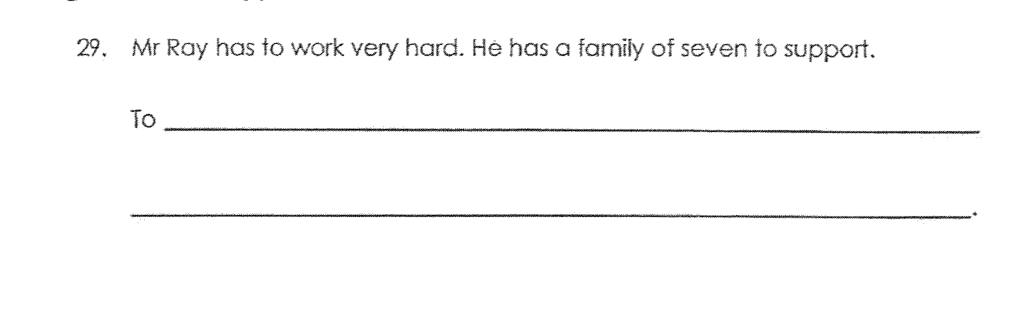 29. Mr Ray has to work very hard. He has a family of seven to support.
To
.